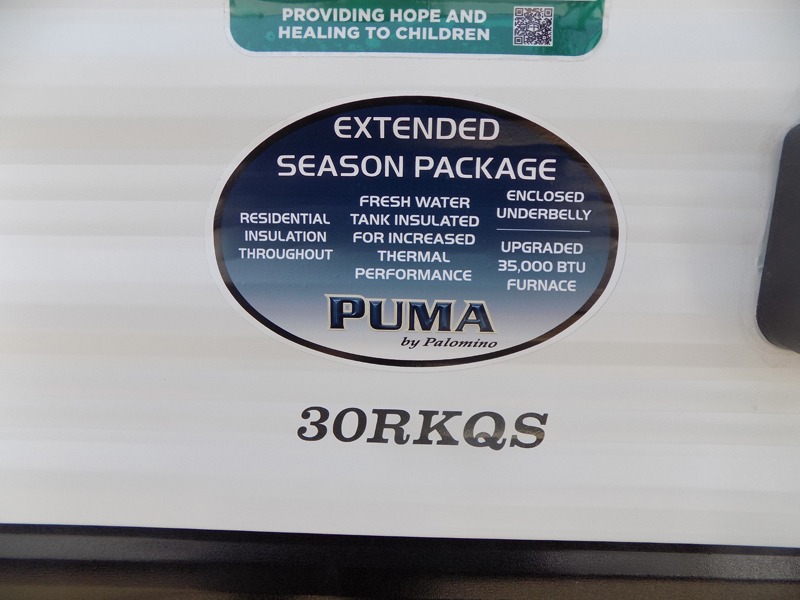 PROVIDING HOPE AND
HEALING TO CHILDREN
EXTENDED
SEASON PACKAGE
RESIDENTIAL
INSULATION
THROUGHOUT
FRESH WATER
TANK INSULATED
FOR INCREASED
THERMAL
PERFORMANCE
ENCLOSED
UNDERBELLY
UPGRADED
35,000 BTU
FURNACE
PUMA
by Palomino
30RKQS